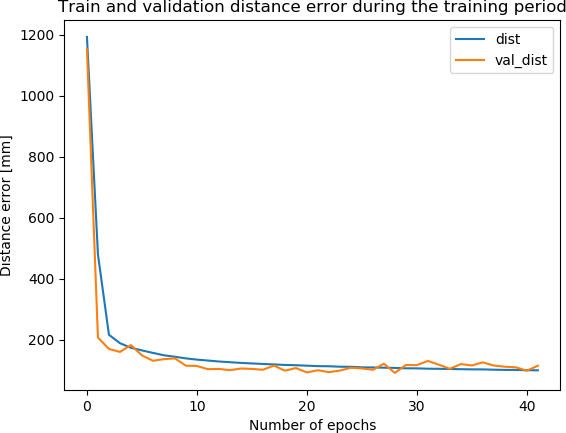 Train and validation distance error during the training period
dist
val_dist
Distance error [mm]
1200
1000
800
600
400
200
0
10
20
30
40
Number of epochs